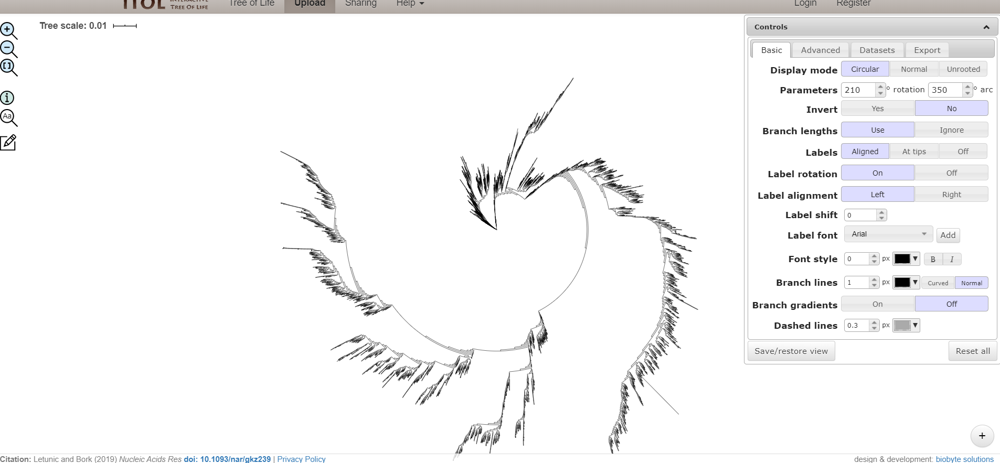 iTOL INTERACTIVE TREE OF LIFE Tree of Life Upload Sharing Help Login Register
Tree scale: 0.01
Aa
Controls
Basic Advanced Datasets Export
Display mode Circular Normal Unrooted
Parameters 210 ° rotation 350 ° arc
Invert Yes No
Branch lengths Use Ignore
Labels Aligned At tips Off
Label rotation On Off
Label alignment Left Right
Label shift 0
Label font Arial Add
Font style 0 px B I
Branch lines 1 px Curved Normal
Branch gradients On Off
Dashed lines 0.3 px
Save/restore view Reset all
Citation: Letunic and Bork (2019) Nucleic Acids Res doi: 10.1093/nar/gkz239 | Privacy Policy
design & development: biobyte solutions